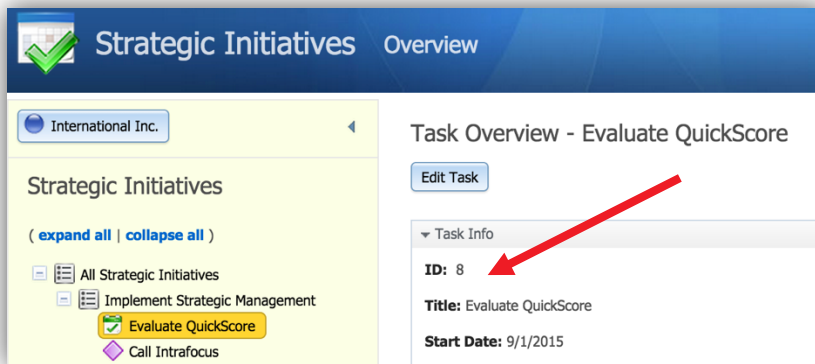 Strategic Initiatives Overview
International Inc.
Strategic Initiatives
( expand all | collapse all )
All Strategic Initiatives
Implement Strategic Management
Evaluate QuickScore
Call Intrafocus
Task Overview - Evaluate QuickScore
Edit Task
Task Info
ID: 8
Title: Evaluate QuickScore
Start Date: 9/1/2015